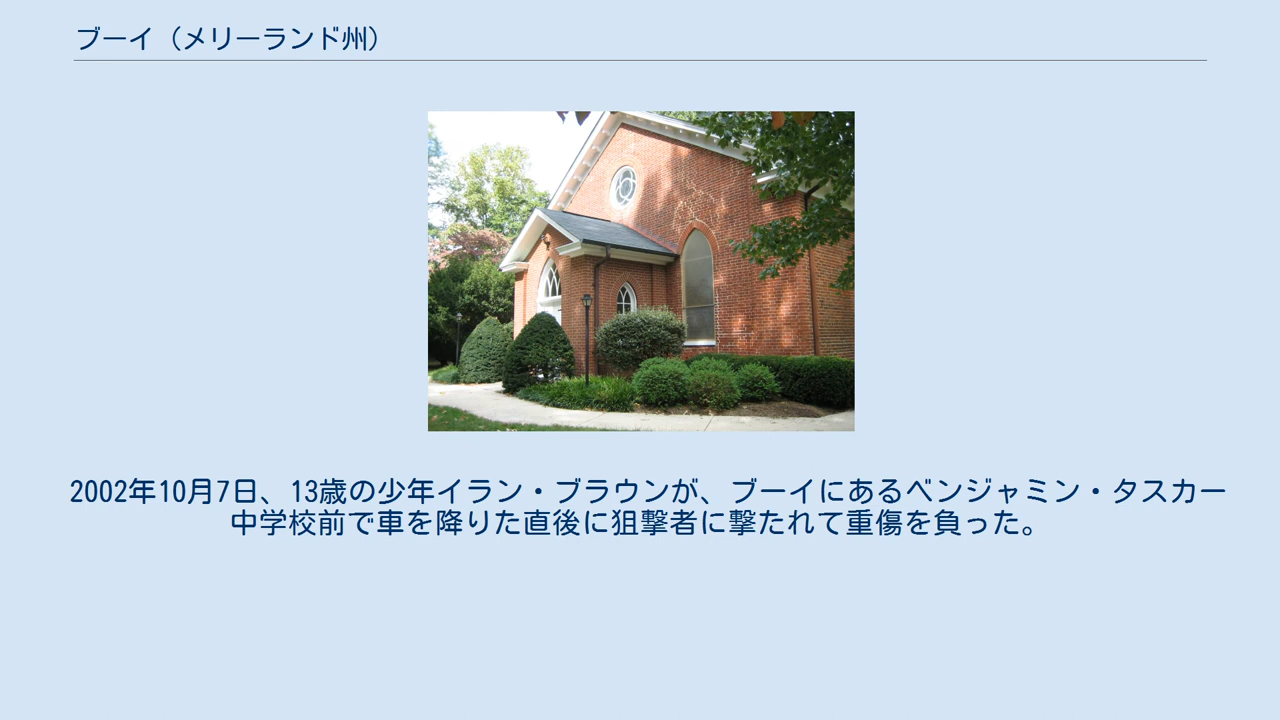 ブーイ（メリーランド州）
2002年10月7日、13歳の少年イラン・ブラウンが、ブーイにあるベンジャミン・タスカー
中学校前で車を降りた直後に狙撃者に撃たれて重傷を負った。